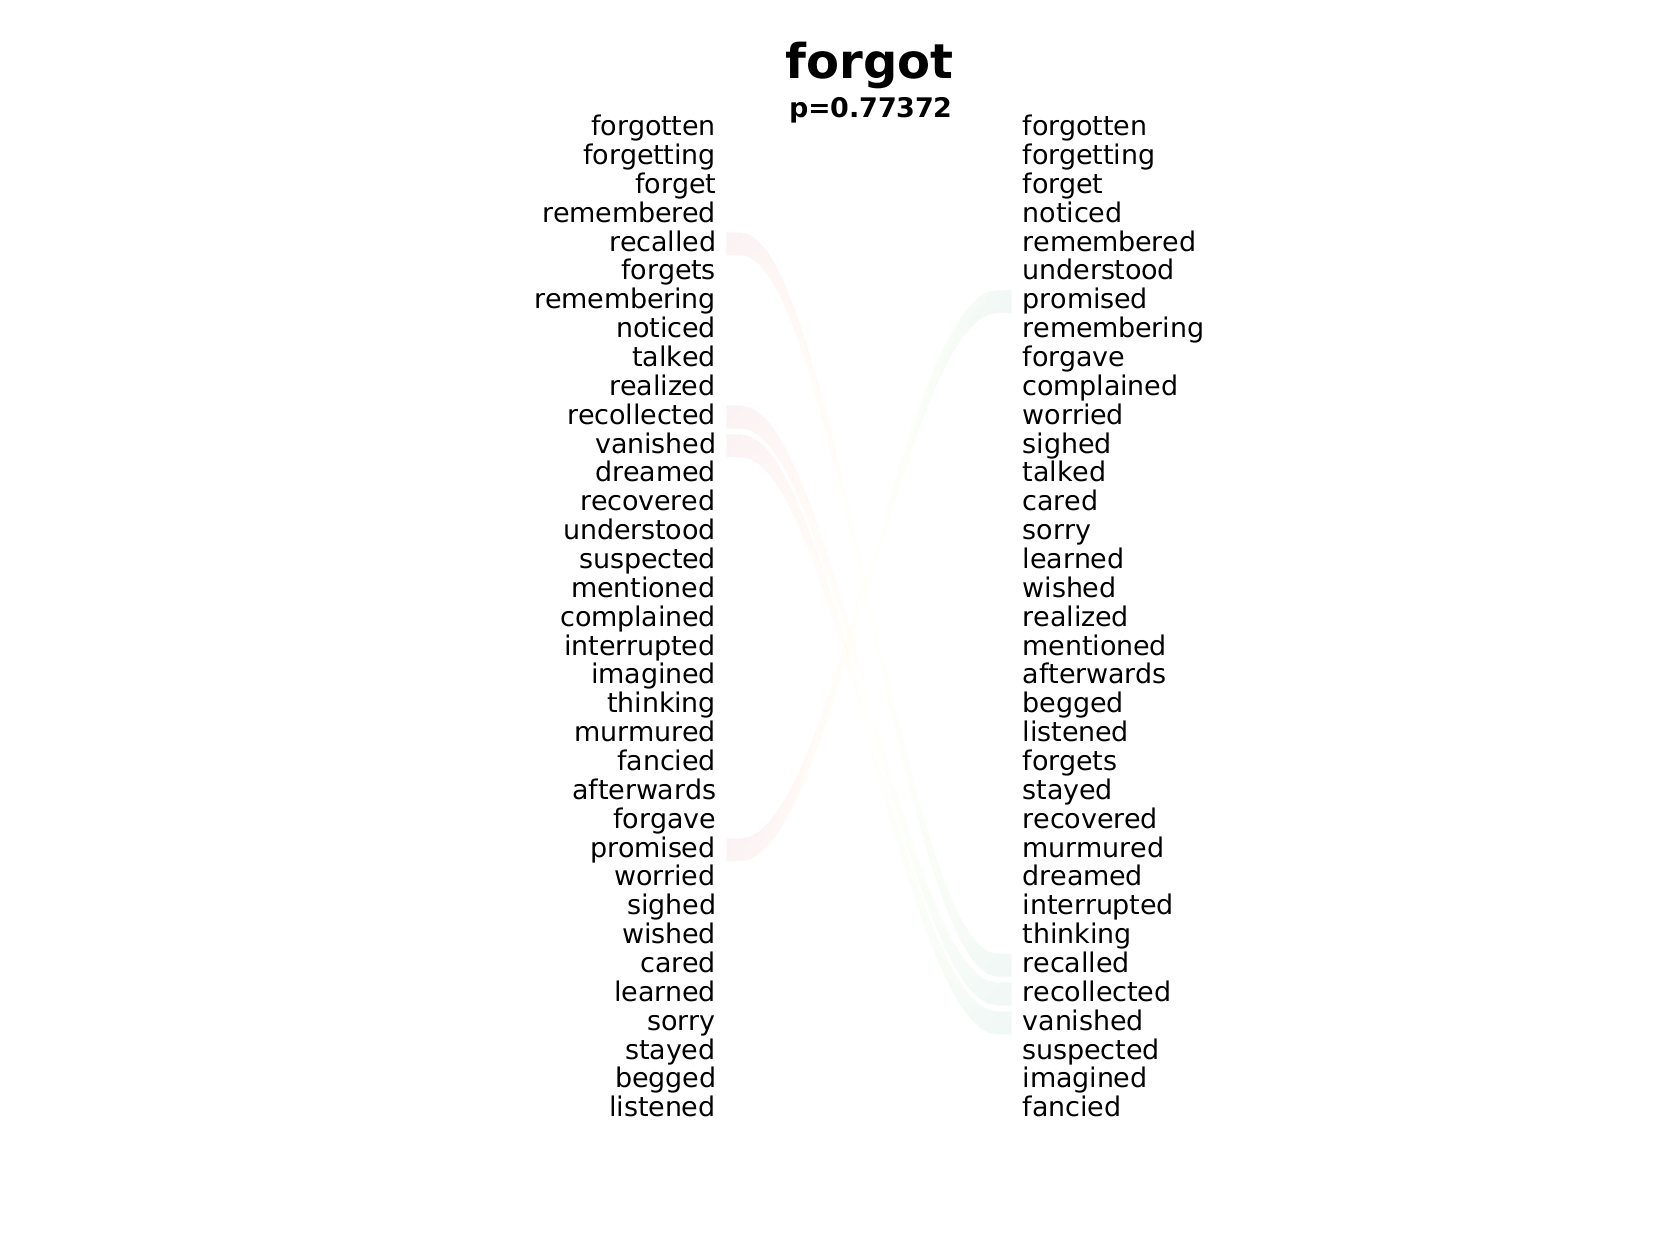 forgot
p=0.77372
forgotten forgotten
forgetting forgetting
forget forget
remembered noticed
recalled remembered
forgets understood
remembering promised
noticed remembering
talked forgave
realized complained
recollected worried
vanished sighed
dreamed talked
recovered cared
understood sorry
suspected learned
mentioned wished
complained realized
interrupted mentioned
imagined afterwards
thinking begged
murmured listened
fancied forgets
afterwards stayed
forgave recovered
promised murmured
worried dreamed
sighed interrupted
wished thinking
cared recalled
learned recollected
sorry vanished
stayed suspected
begged imagined
listened fancied